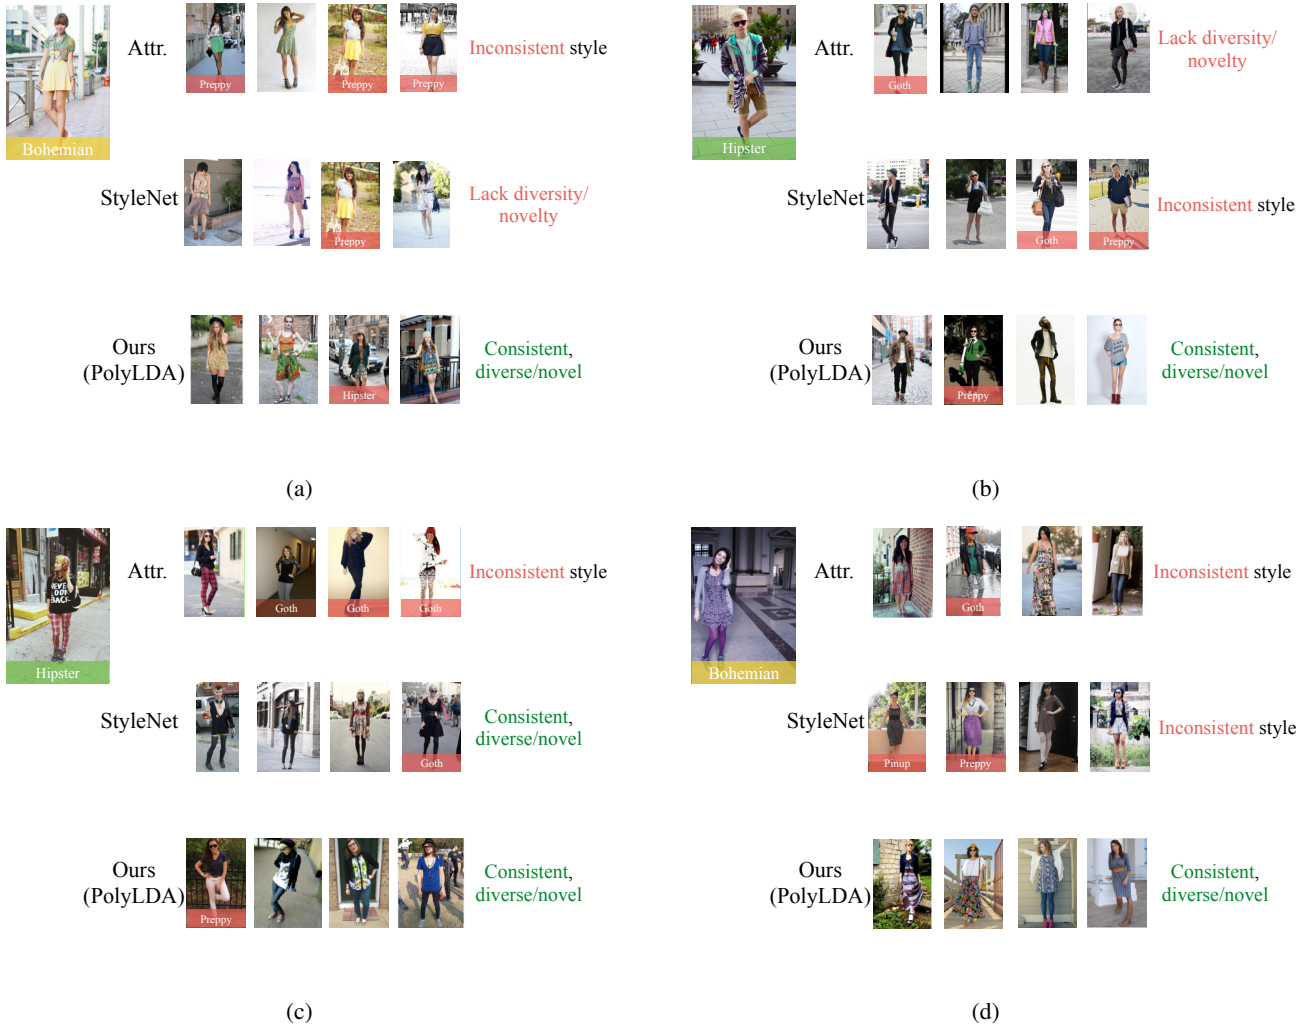 Bohemian
Attr.
Preppy
Preppy
Preppy
Inconsistent style
StyleNet
Preppy
Lack diversity/
novelty
Ours
(PolyLDA)
Hipster
Consistent,
diverse/novel
(a)
Hipster
Attr.
Goth
Lack diversity/
novelty
StyleNet
Goth
Preppy
Inconsistent style
Ours
(PolyLDA)
Preppy
Consistent,
diverse/novel
(b)
Hipster
Attr.
Goth
Goth
Goth
Inconsistent style
StyleNet
Goth
Consistent,
diverse/novel
Ours
(PolyLDA)
Preppy
Consistent,
diverse/novel
(c)
Bohemian
Attr.
Goth
Inconsistent style
StyleNet
Pinup
Preppy
Inconsistent style
Ours
(PolyLDA)
Consistent,
diverse/novel
(d)